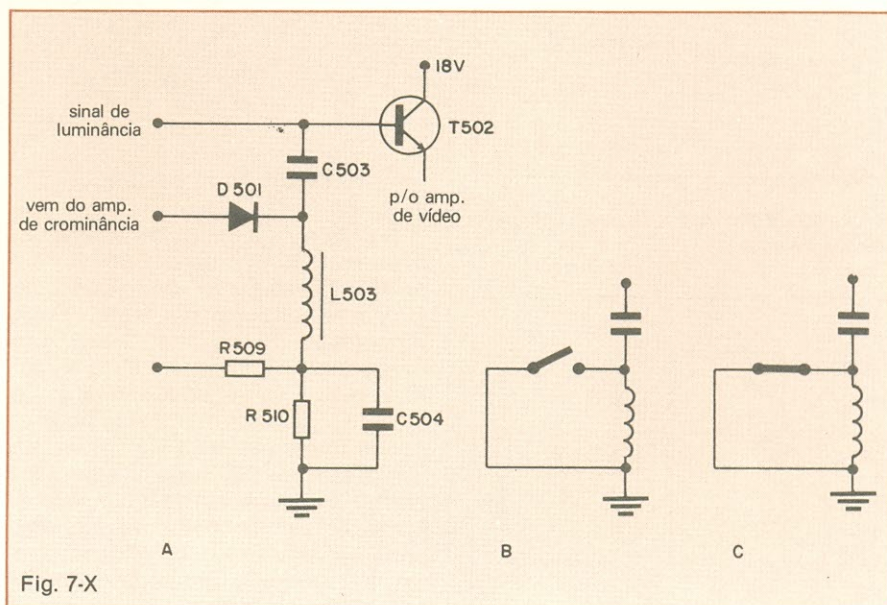 18V
sinal de
luminância
T502
C503
D501
p/o amp.
de vídeo
vem do amp.
de crominância
L503
R509
R510
C504
A
B
C
Fig. 7-X